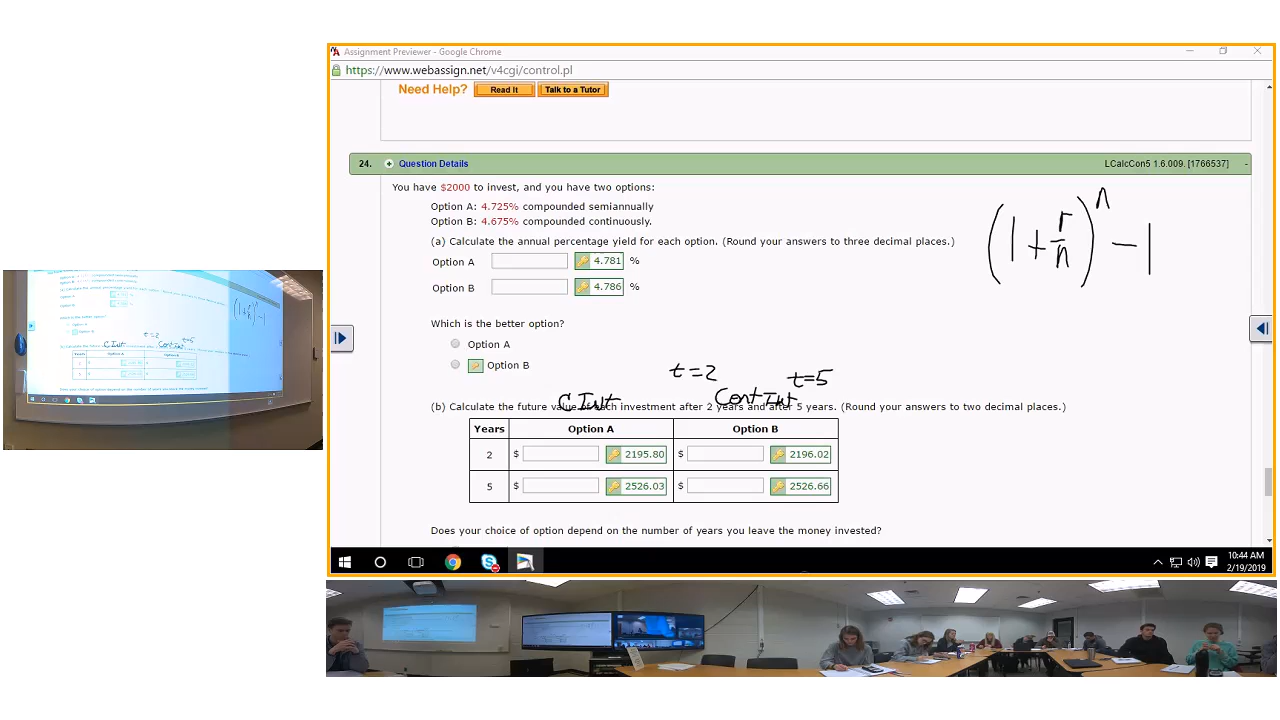 Assignment Previewer - Google Chrome
https://www.webassign.net/v4cgi/control.pl
Need Help? Read It Talk to a Tutor
24. Question Details LCalcCon5 1.6.009. [1766537] -
You have $2000 to invest, and you have two options:
Option A: 4.725% compounded semiannually
Option B: 4.675% compounded continuously.
(a) Calculate the annual percentage yield for each option. (Round your answers to three decimal places.)
Option A 4.781 %
Option B 4.786 %
(1 + r/n)^n - 1
Which is the better option?
Option A
Option B
t = 2 t=5
C Int Cont Int
(b) Calculate the future value of each investment after 2 years and after 5 years. (Round your answers to two decimal places.)
Years Option A Option B
2 $ 2195.80 $ 2196.02
5 $ 2526.03 $ 2526.66
Does your choice of option depend on the number of years you leave the money invested?
10:44 AM
2/19/2019